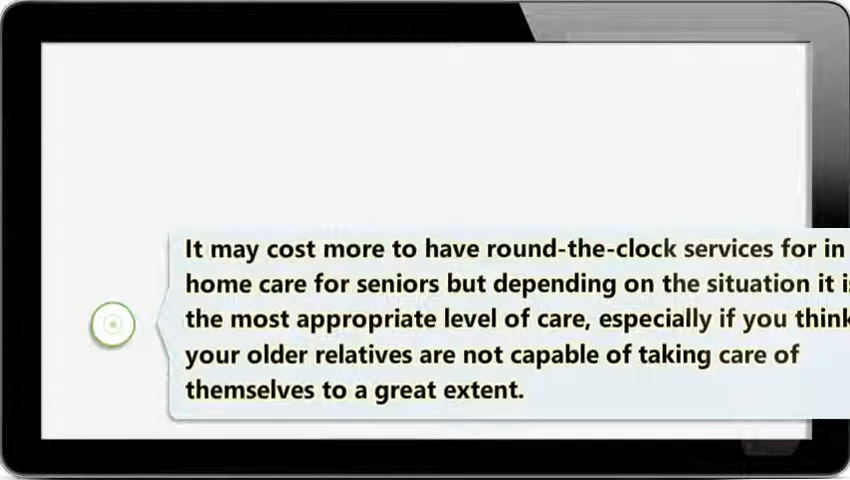 It may cost more to have round-the-clock services for in
home care for seniors but depending on the situation it is
the most appropriate level of care, especially if you think
your older relatives are not capable of taking care of
themselves to a great extent.